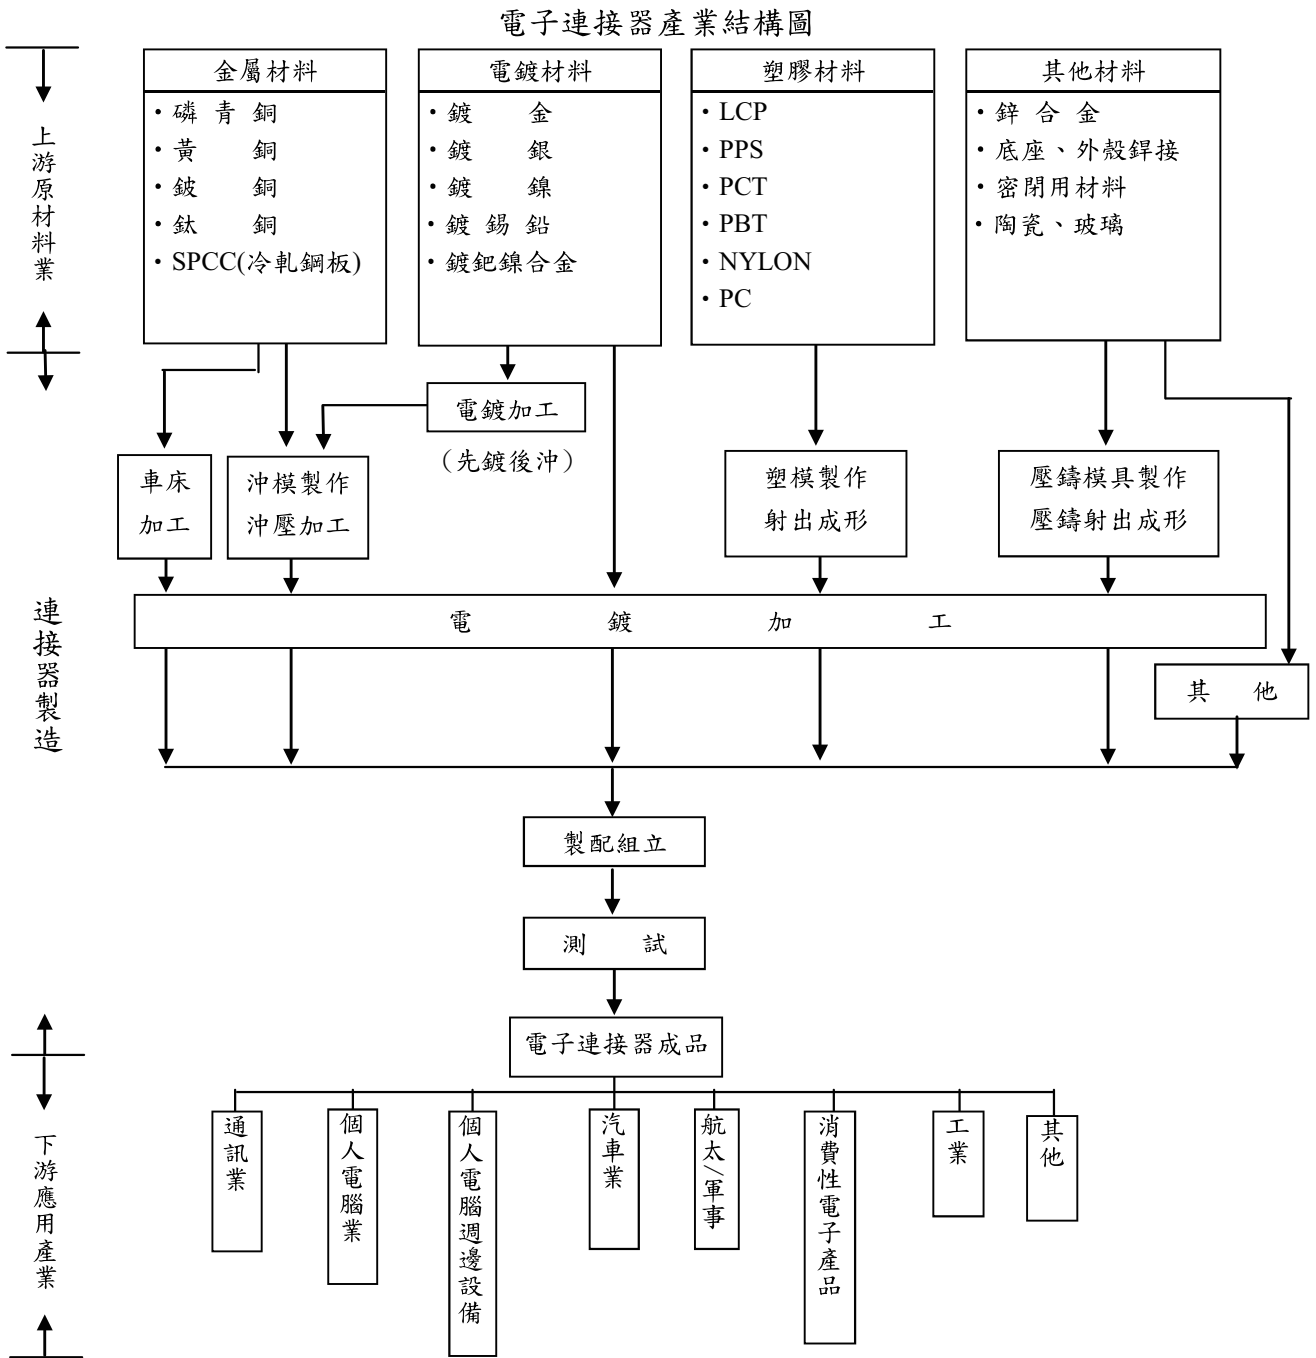 電子連接器產業結構圖
上游原材料業
金屬材料
・磷青銅
・黃銅
・鈹銅
・鈦銅
・SPCC(冷軋鋼板)
電鍍材料
・鍍金
・鍍銀
・鍍鎳
・鍍錫鉛
・鍍鈀鎳合金
塑膠材料
・LCP
・PPS
・PCT
・PBT
・NYLON
・PC
其他材料
・鋅合金
・底座、外殼銲接
・密閉用材料
・陶瓷、玻璃
連接器製造
電鍍加工
（先鍍後沖）
車床
加工
沖模製作
沖壓加工
塑模製作
射出成形
壓鑄模具製作
壓鑄射出成形
電鍍加工
其他
製配組立
測試
電子連接器成品
下游應用產業
通訊業
個人電腦業
個人電腦週邊設備
汽車業
航太/軍事
消費性電子產品
工業
其他